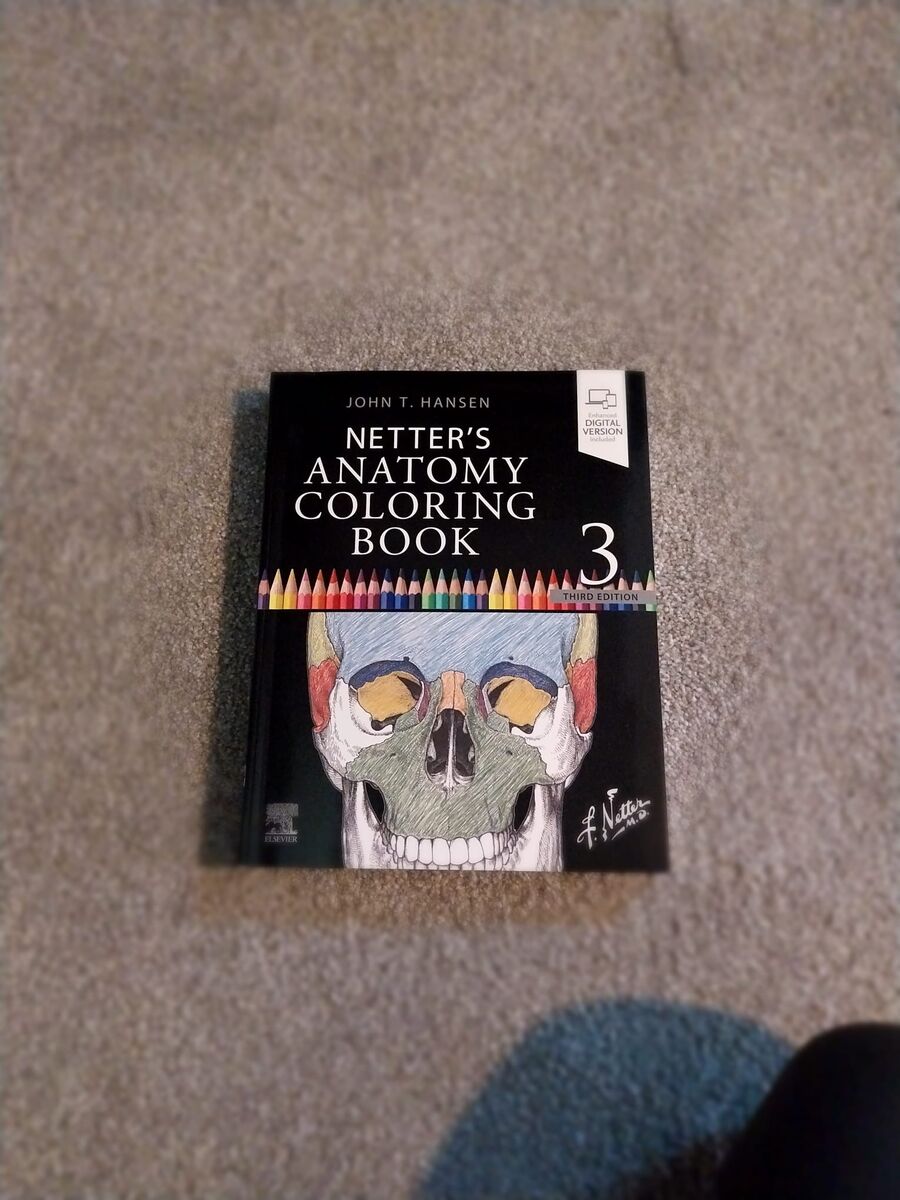 JOHN T. HANSEN
NETTER'S
ANATOMY
COLORING
BOOK
Enhanced
DIGITAL
VERSION
Included
3
THIRD EDITION
ELSEVIER
F. Netter
M.D.